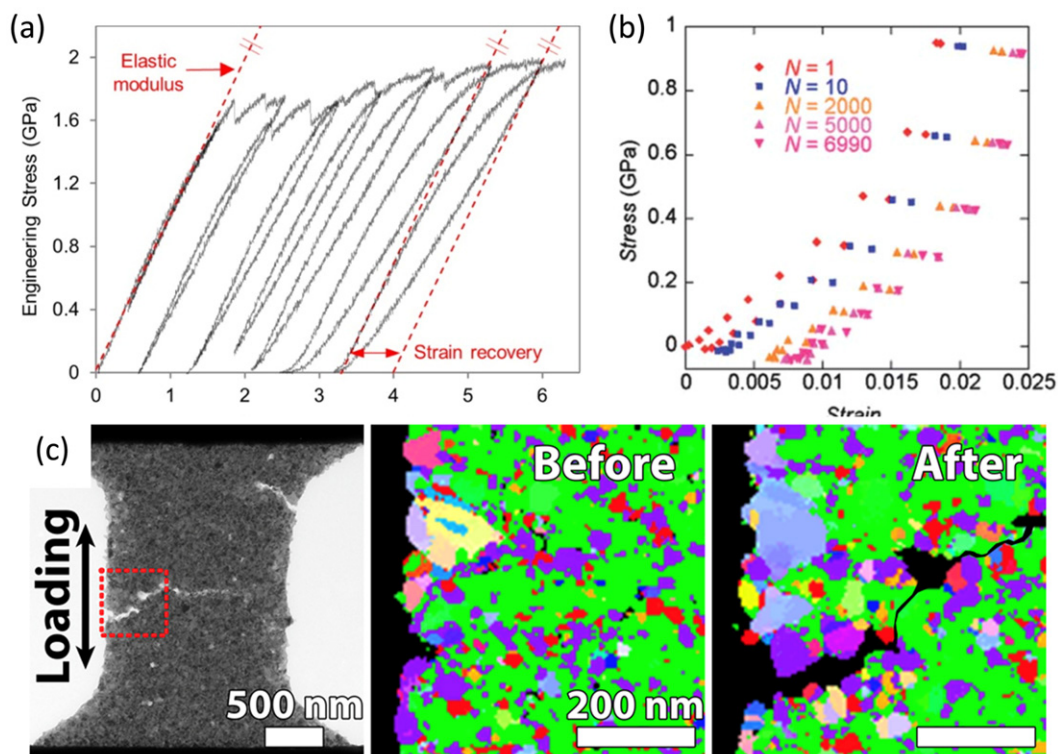 (a)
Elastic
modulus
Strain recovery
Engineering Stress (GPa)
2
1.6
1.2
0.8
0.4
0
0 1 2 3 4 5 6
(b)
N = 1
N = 10
N = 2000
N = 5000
N = 6990
Stress (GPa)
1
0.8
0.6
0.4
0.2
0
0 0.005 0.01 0.015 0.02 0.025
Strain
(c)
Loading
500 nm
Before
200 nm
After